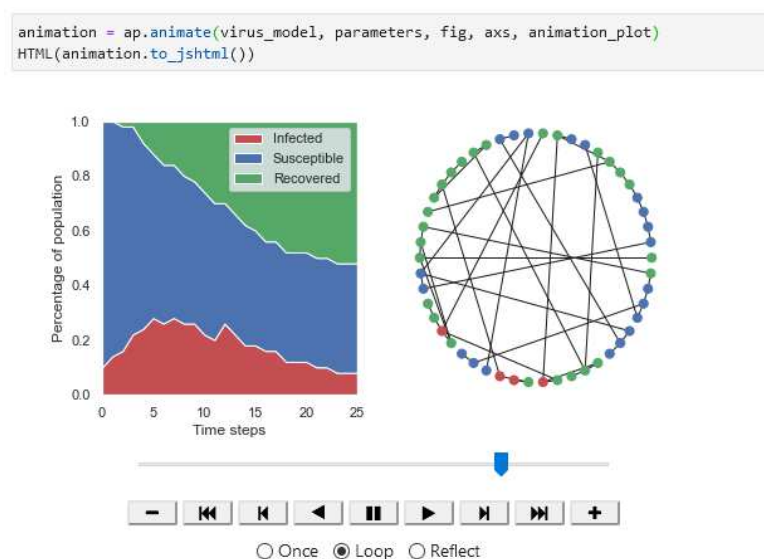 animation = ap.animate(virus_model, parameters, fig, axs, animation_plot)
HTML(animation.to_jshtml())
1.0
0.8
0.6
0.4
0.2
0.0
Percentage of population
Infected
Susceptible
Recovered
0 5 10 15 20 25
Time steps
Once Loop Reflect